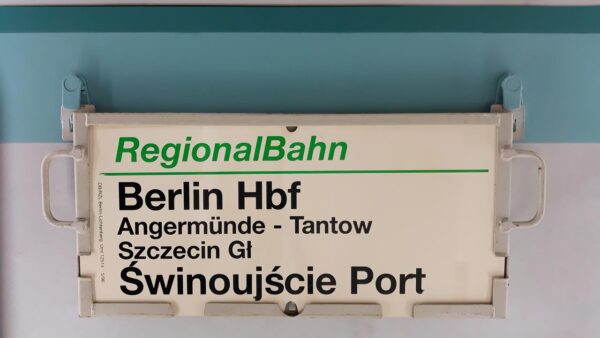 RegionalBahn
Berlin Hbf
Angermünde - Tantow
Szczecin Gł
Świnoujście Port